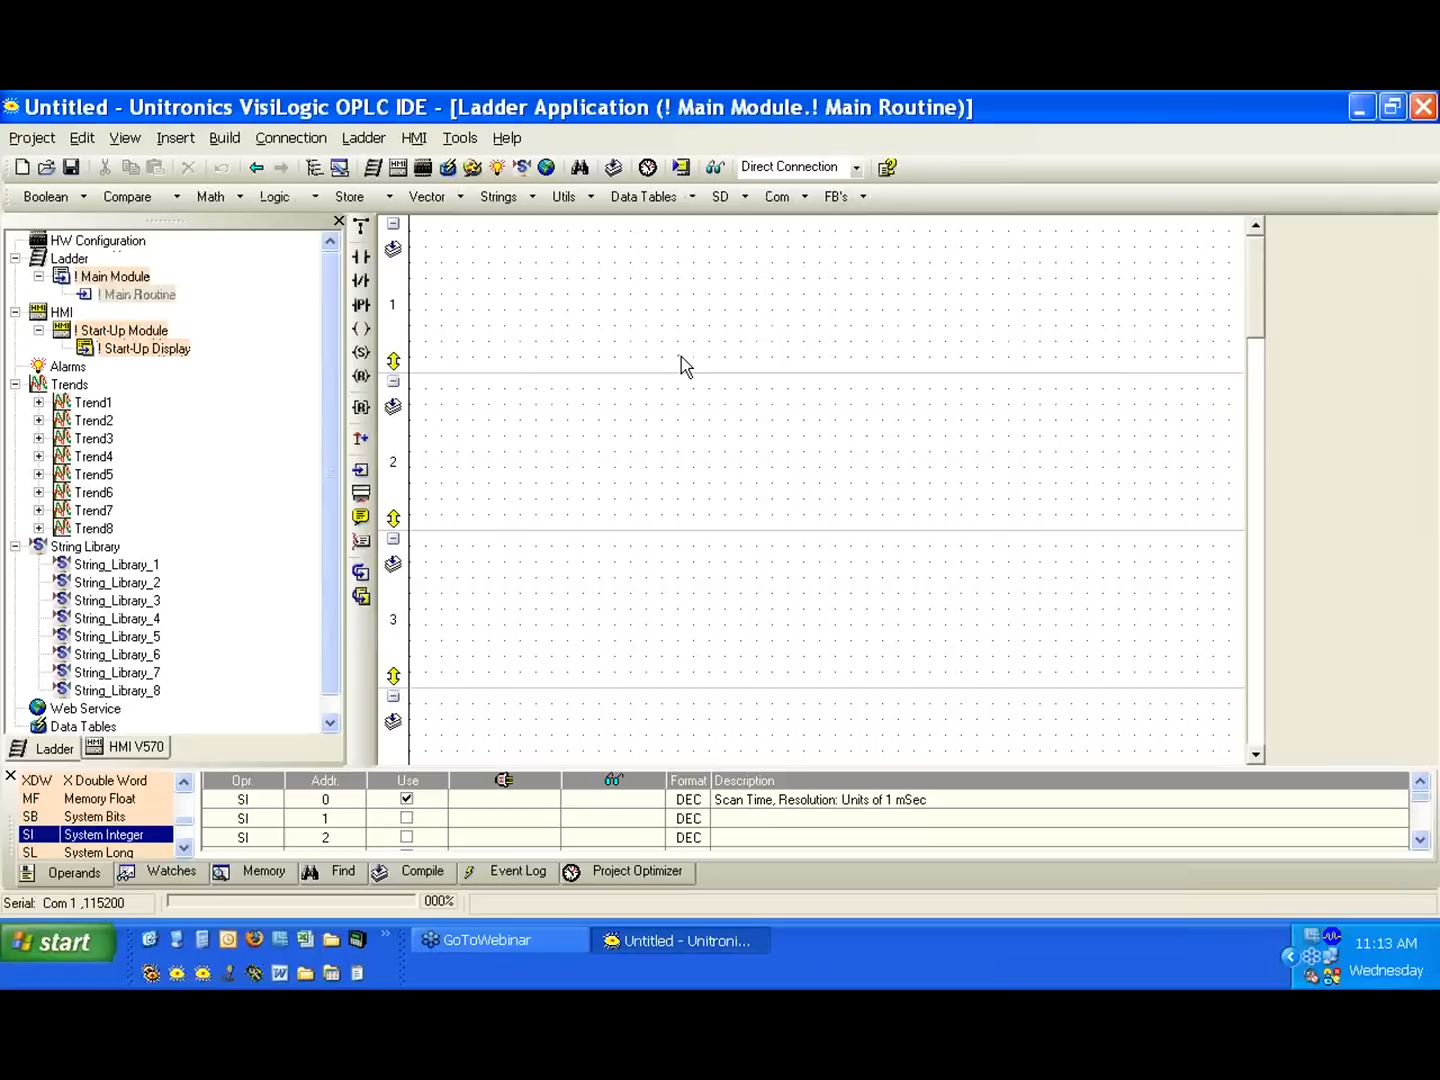 Untitled - Unitronics VisiLogic OPLC IDE - [Ladder Application (! Main Module.! Main Routine)]
Project Edit View Insert Build Connection Ladder HMI Tools Help
Direct Connection
Boolean Compare Math Logic Store Vector Strings Utils Data Tables SD Com FB's
HW Configuration
Ladder
! Main Module
! Main Routine
HMI
! Start-Up Module
! Start-Up Display
Alarms
Trends
Trend1
Trend2
Trend3
Trend4
Trend5
Trend6
Trend7
Trend8
String Library
String_Library_1
String_Library_2
String_Library_3
String_Library_4
String_Library_5
String_Library_6
String_Library_7
String_Library_8
Web Service
Data Tables
Ladder HMI V570
1
2
3
XDW X Double Word
MF Memory Float
SB System Bits
SI System Integer
SL System Long
Opr. Addr. Use Format Description
SI 0 DEC Scan Time, Resolution: Units of 1 mSec
SI 1 DEC
SI 2 DEC
Operands Watches Memory Find Compile Event Log Project Optimizer
Serial: Com 1 ,115200 000%
start GoToWebinar Untitled - Unitroni... 11:13 AM
Wednesday